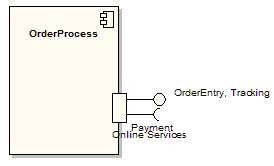 OrderProcess
OrderEntry, Tracking
Payment
Online Services